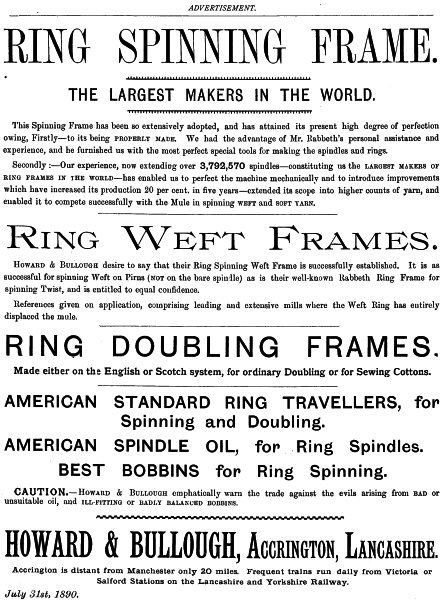 ADVERTISEMENT.
RING SPINNING FRAME.
THE LARGEST MAKERS IN THE WORLD.
This Spinning Frame has been so extensively adopted, and has attained its present high degree of perfection
owing, Firstly—to its being PROPERLY MADE. We had the advantage of Mr. Rabbeth's personal assistance and
experience, and he furnished us with the most perfect special tools for making the spindles and rings.
Secondly :—Our experience, now extending over 3,792,570 spindles—constituting us the LARGEST MAKERS OF
RING FRAMES IN THE WORLD—has enabled us to perfect the machine mechanically and to introduce improvements
which have increased its production 20 per cent. in five years—extended its scope into higher counts of yarn, and
enabled it to compete successfully with the Mule in spinning WEFT and SOFT YARN.
RING WEFT FRAMES.
HOWARD & BULLOUGH desire to say that their Ring Spinning Weft Frame is successfully established. It is as
successful for spinning Weft on Pirns (NOT on the bare spindle) as is their well-known Rabbeth Ring Frame for
spinning Twist, and is entitled to equal confidence.
References given on application, comprising leading and extensive mills where the Weft Ring has entirely
displaced the mule.
RING DOUBLING FRAMES.
Made either on the English or Scotch system, for ordinary Doubling or for Sewing Cottons.
AMERICAN STANDARD RING TRAVELLERS, for
Spinning and Doubling.
AMERICAN SPINDLE OIL, for Ring Spindles.
BEST BOBBINS for Ring Spinning.
CAUTION.—HOWARD & BULLOUGH emphatically warn the trade against the evils arising from BAD or
unsuitable oil, and ILL-FITTING or BADLY BALANCED BOBBINS.
HOWARD & BULLOUGH, ACCRINGTON, LANCASHIRE.
Accrington is distant from Manchester only 20 miles. Frequent trains run daily from Victoria or
Salford Stations on the Lancashire and Yorkshire Railway.
July 31st, 1890.